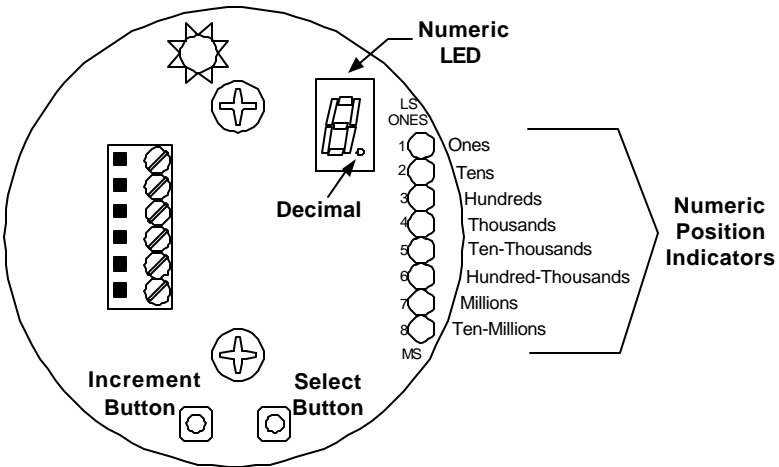 Numeric
LED
LS
ONES
1 Ones
2 Tens
3 Hundreds
4 Thousands
5 Ten-Thousands
6 Hundred-Thousands
7 Millions
8 Ten-Millions
MS
Decimal
Numeric
Position
Indicators
Increment
Button
Select
Button